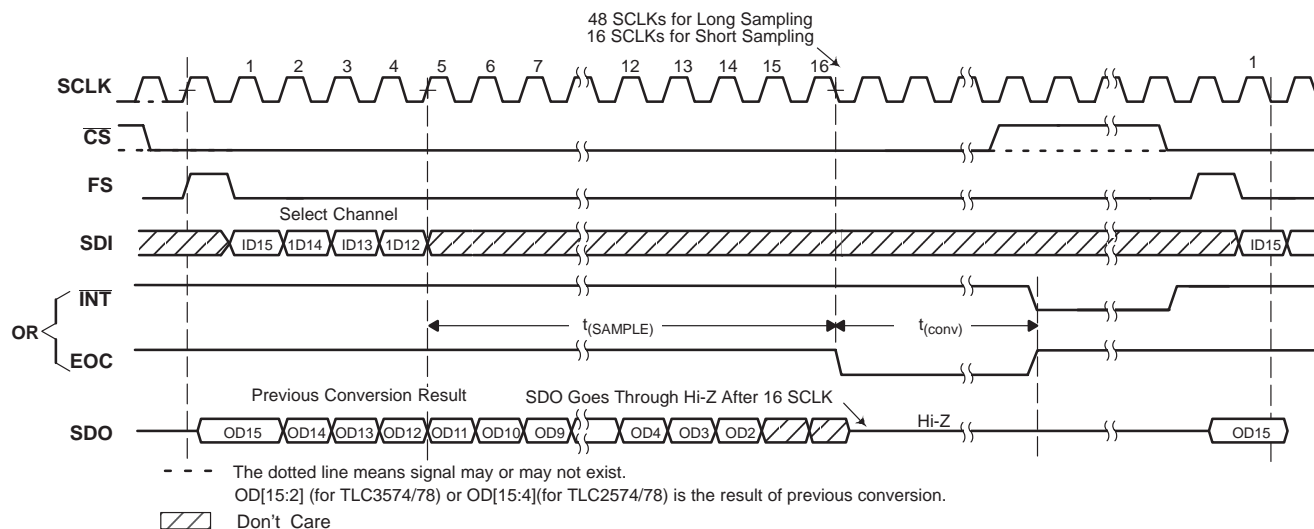 48 SCLKs for Long Sampling
16 SCLKs for Short Sampling
SCLK 1 2 3 4 5 6 7 12 13 14 15 16 1
CS
FS
Select Channel
SDI ID15 1D14 ID13 1D12 ID15
INT
OR
t(SAMPLE) t(conv)
EOC
Previous Conversion Result SDO Goes Through Hi-Z After 16 SCLK
SDO OD15 OD14 OD13 OD12 OD11 OD10 OD9 OD4 OD3 OD2 Hi-Z OD15
The dotted line means signal may or may not exist.
OD[15:2] (for TLC3574/78) or OD[15:4](for TLC2574/78) is the result of previous conversion.
Don't Care